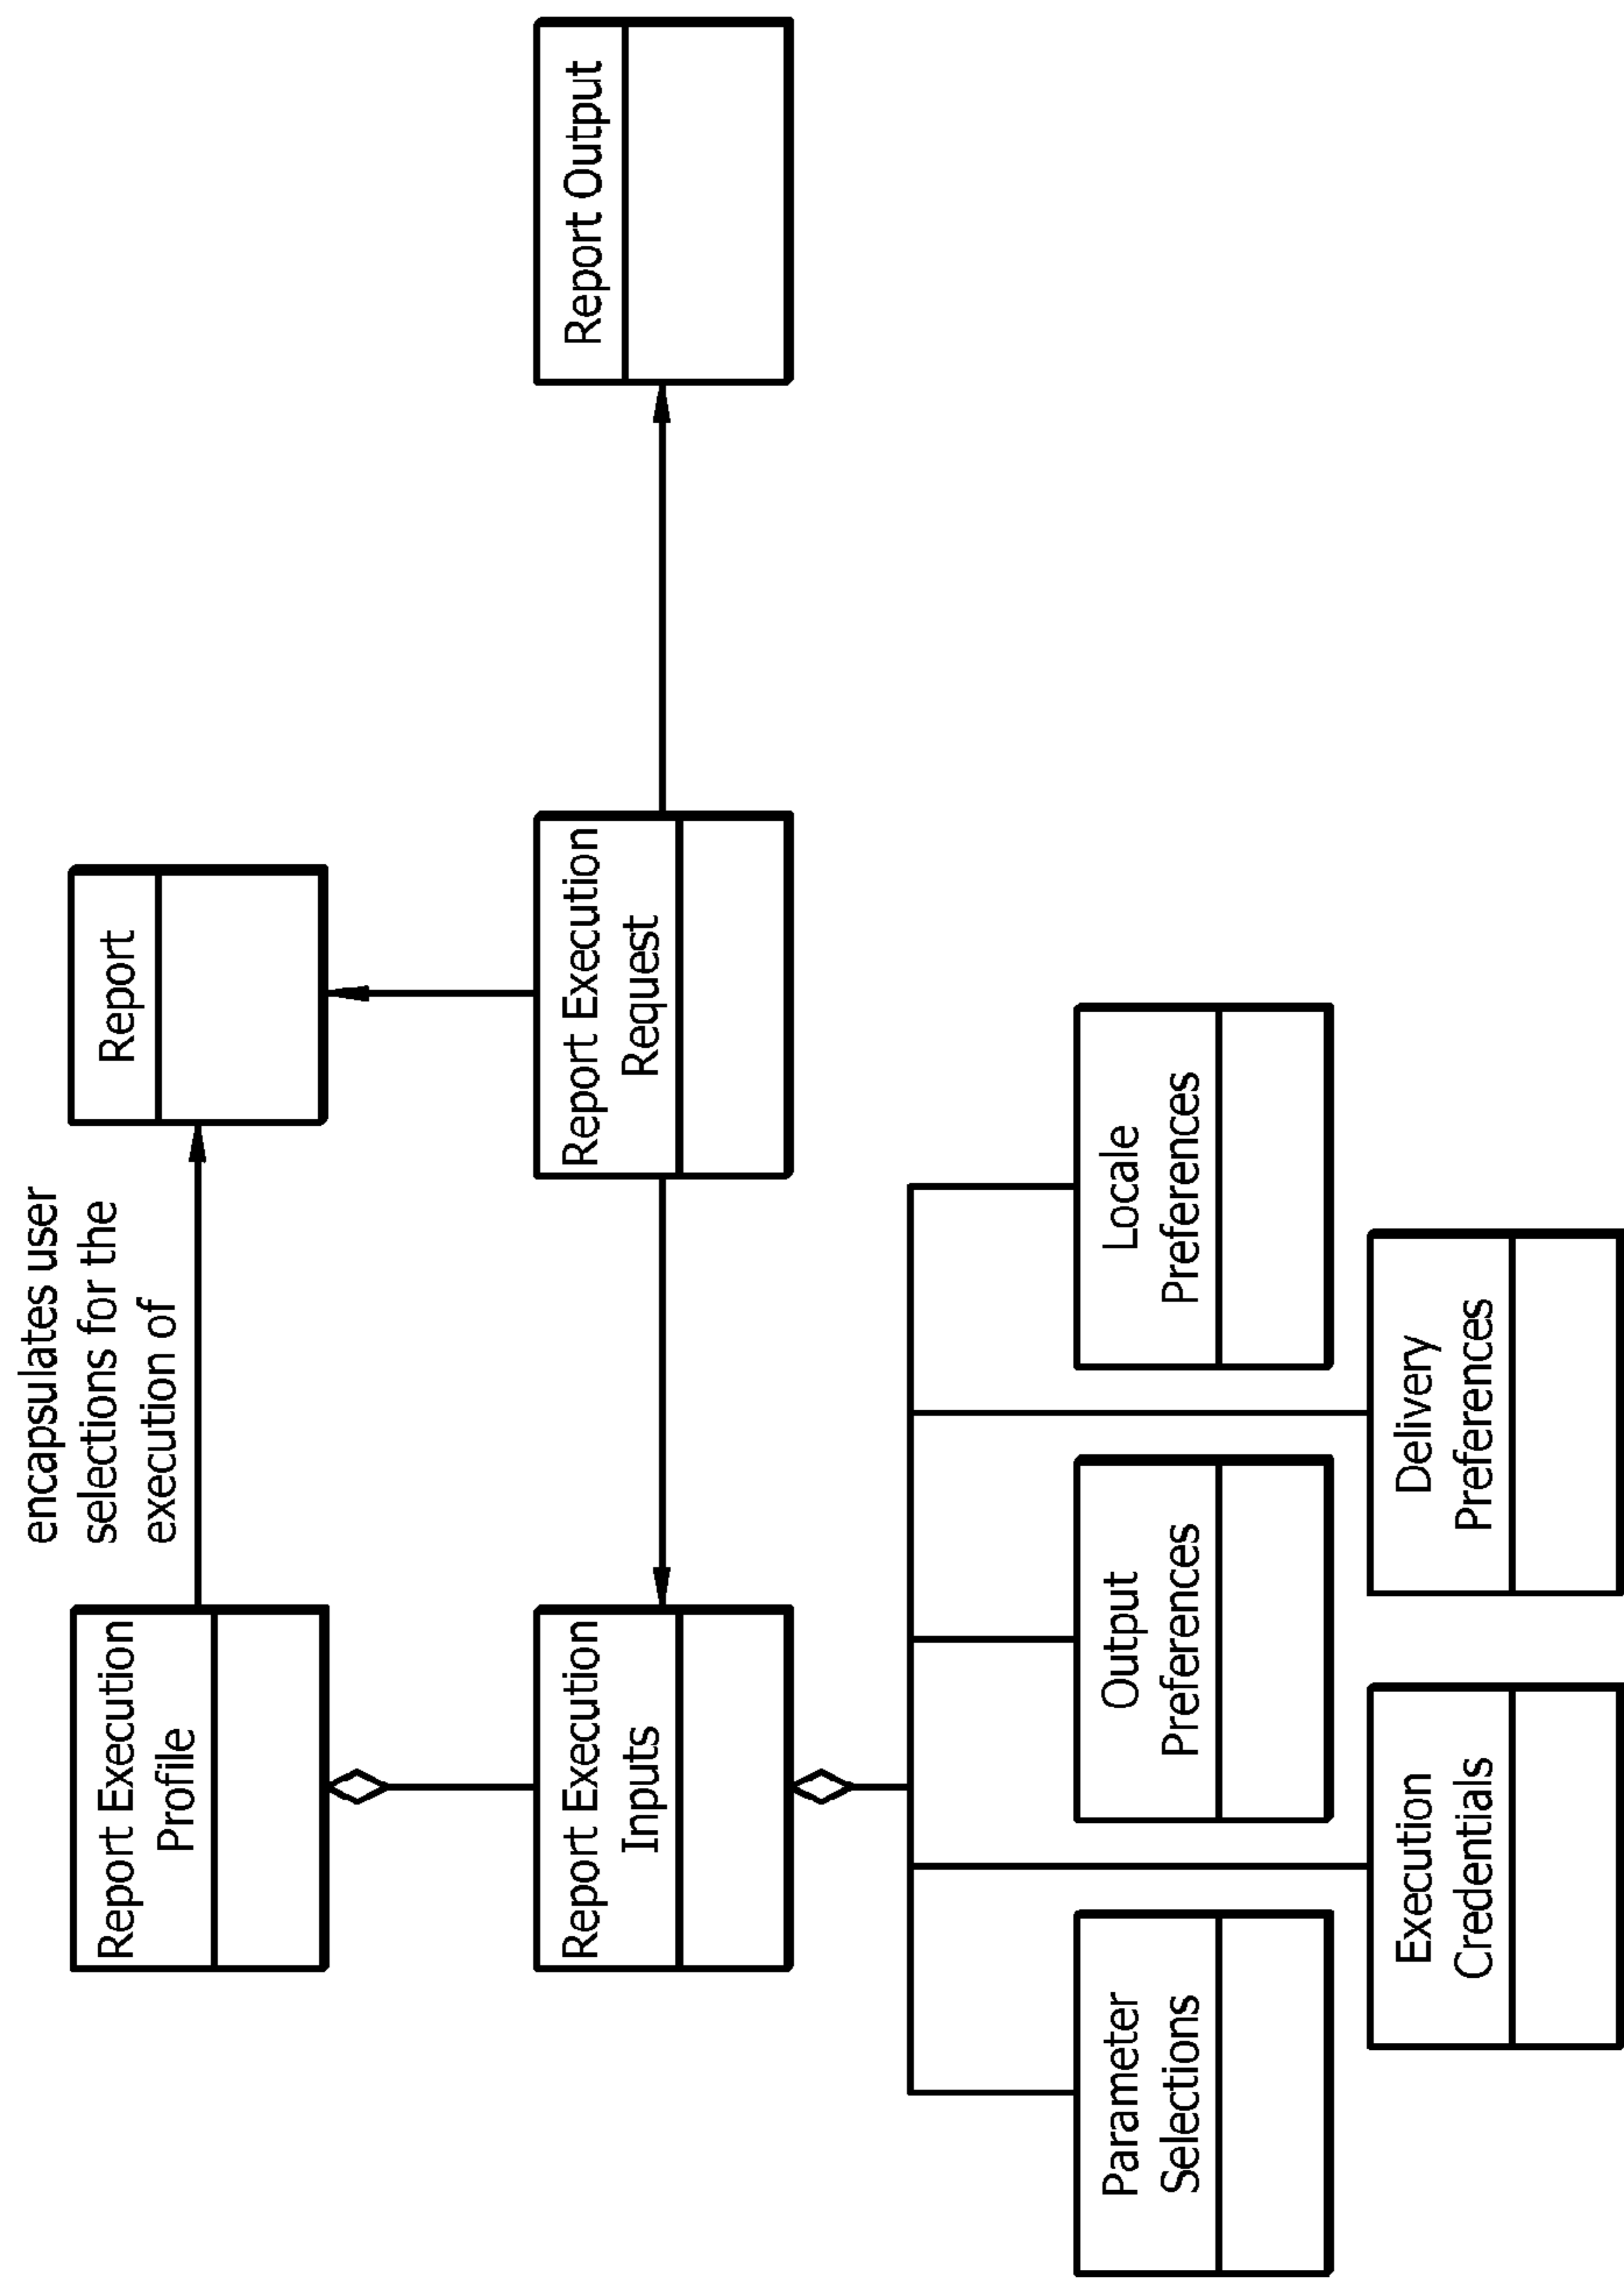 encapsulates user
selections for the
execution of
Report Execution
Profile
Report
Report Execution
Inputs
Report Execution
Request
Report Output
Parameter
Selections
Output
Preferences
Locale
Preferences
Execution
Credentials
Delivery
Preferences